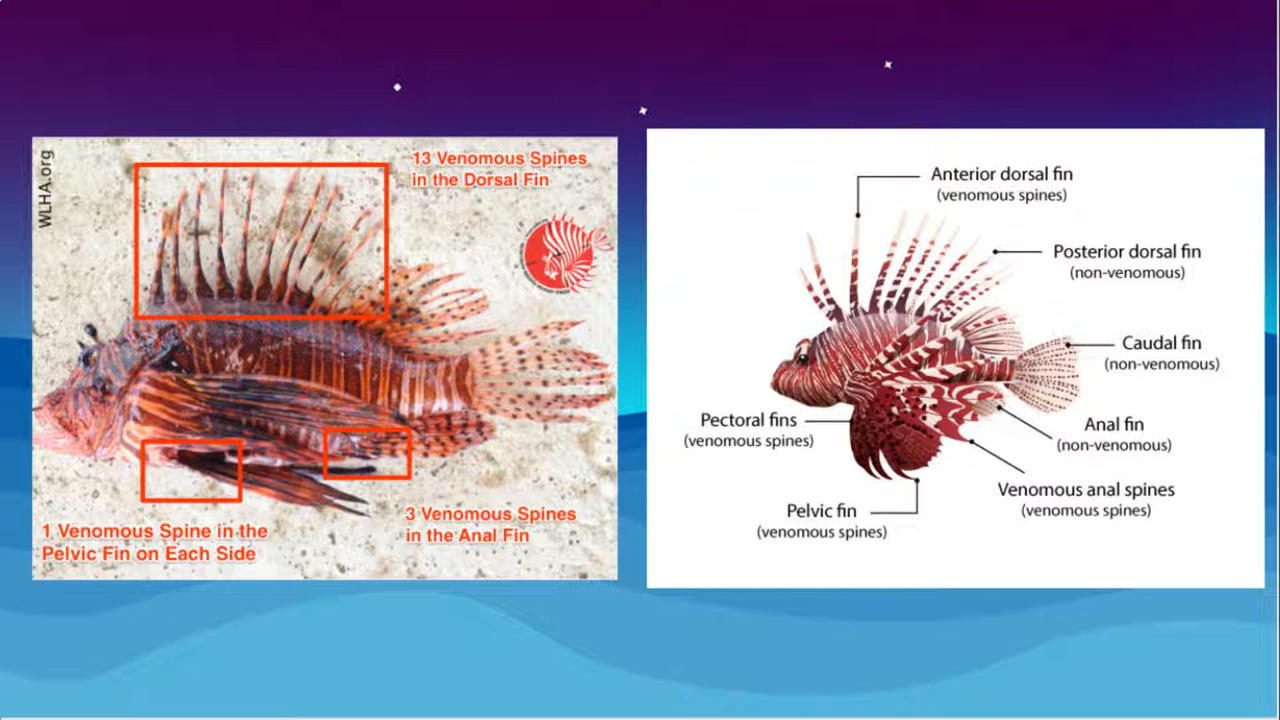 WLHA.org
13 Venomous Spines
in the Dorsal Fin
1 Venomous Spine in the
Pelvic Fin on Each Side
3 Venomous Spines
in the Anal Fin
Anterior dorsal fin
(venomous spines)
Posterior dorsal fin
(non-venomous)
Caudal fin
(non-venomous)
Pectoral fins
(venomous spines)
Anal fin
(non-venomous)
Venomous anal spines
(venomous spines)
Pelvic fin
(venomous spines)